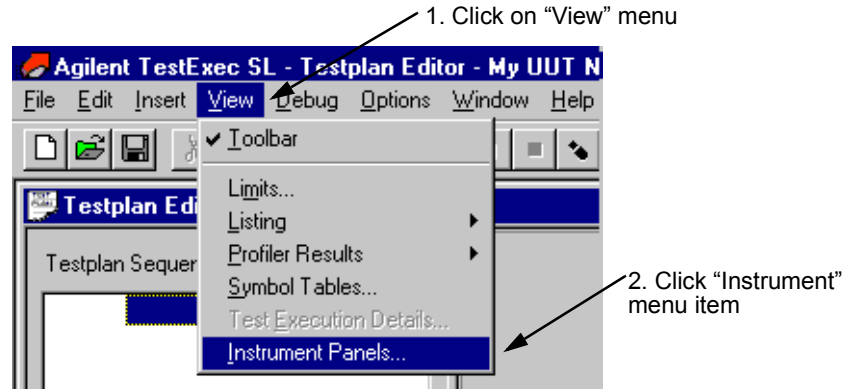 1. Click on “View” menu
Agilent TestExec SL - Testplan Editor - My UUT N
File Edit Insert View Debug Options Window Help
Toolbar
Testplan Edi
Limits...
Listing
Testplan Sequer
Profiler Results
Symbol Tables...
Test Execution Details...
Instrument Panels...
2. Click “Instrument”
menu item